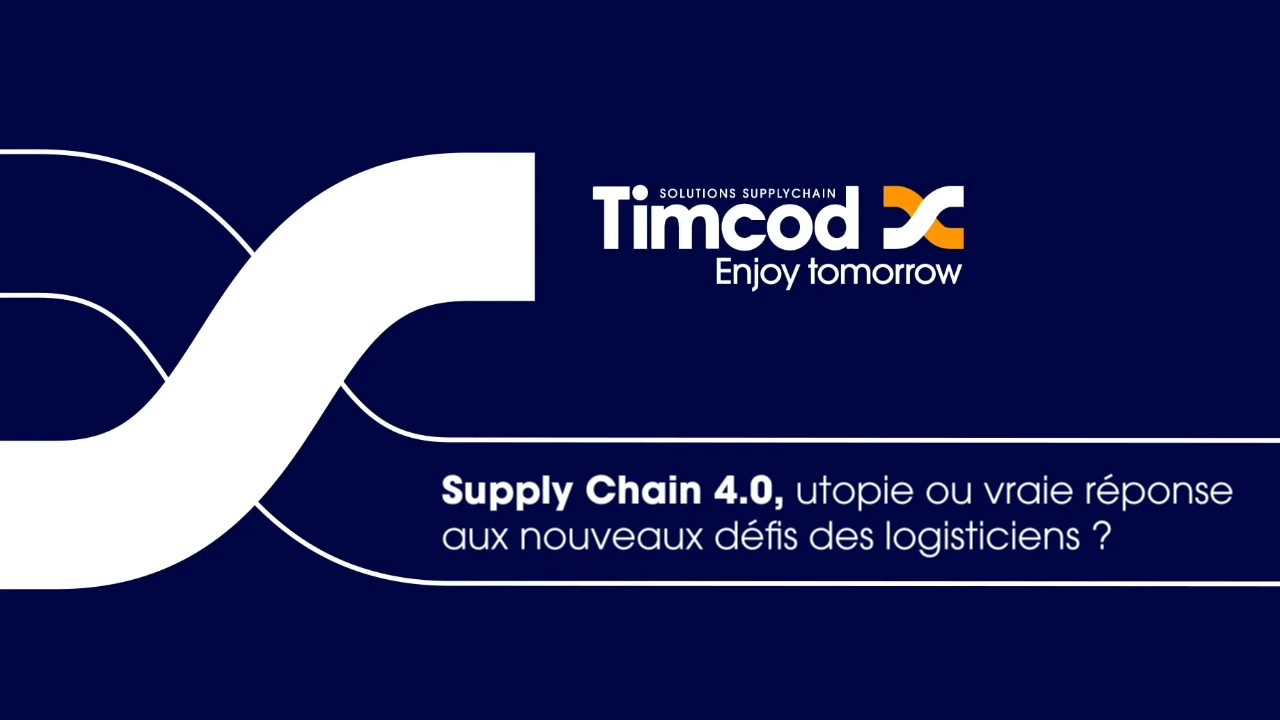 SOLUTIONS SUPPLYCHAIN
Timcod
Enjoy tomorrow
Supply Chain 4.0, utopie ou vraie réponse
aux nouveaux défis des logisticiens ?